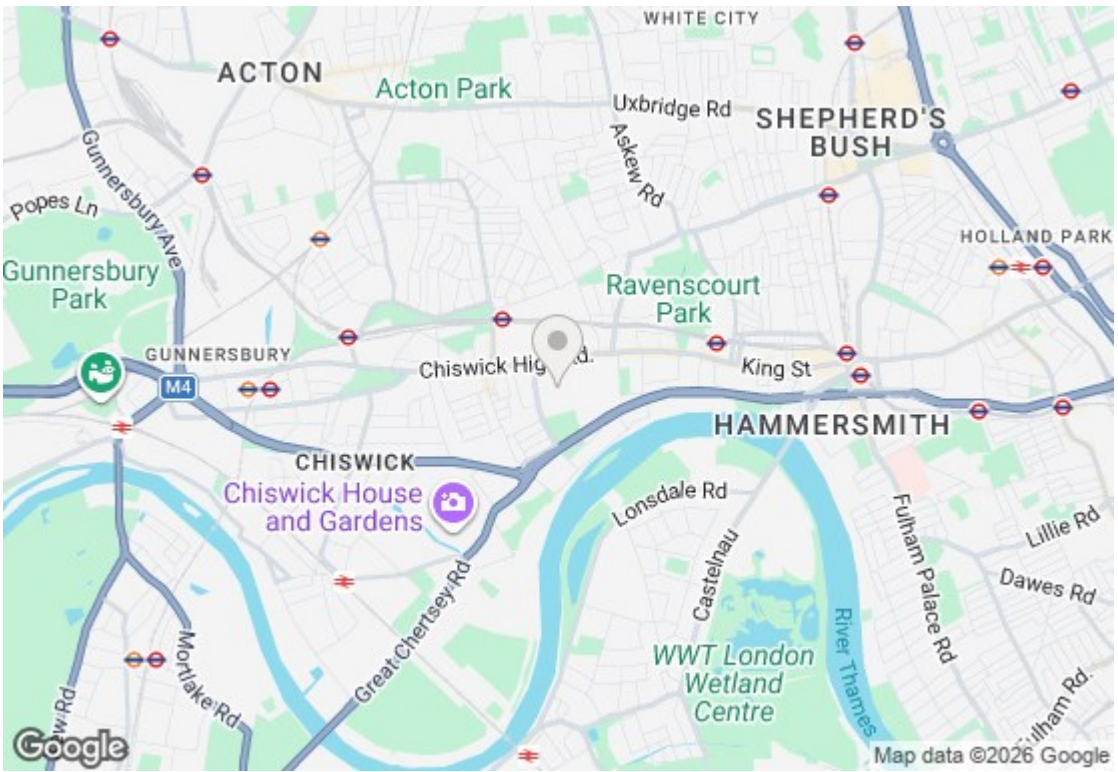 WHITE CITY
ACTON
Acton Park
Uxbridge Rd
SHEPHERD'S
BUSH
Gunnersbury Ave
Askew Rd
Popes Ln
HOLLAND PARK
Gunnersbury
Park
Ravenscourt
Park
GUNNERSBURY
Chiswick High Rd.
King St
M4
HAMMERSMITH
CHISWICK
Chiswick House
and Gardens
Lonsdale Rd
Fulham Palace Rd
Lillie Rd
Castelnau
Dawes Rd
Great Chertsey Rd
River Thames
Mortlake Rd
WWT London
Wetland
Centre
Fulham Rd.
ew Rd
Google
Map data ©2026 Google